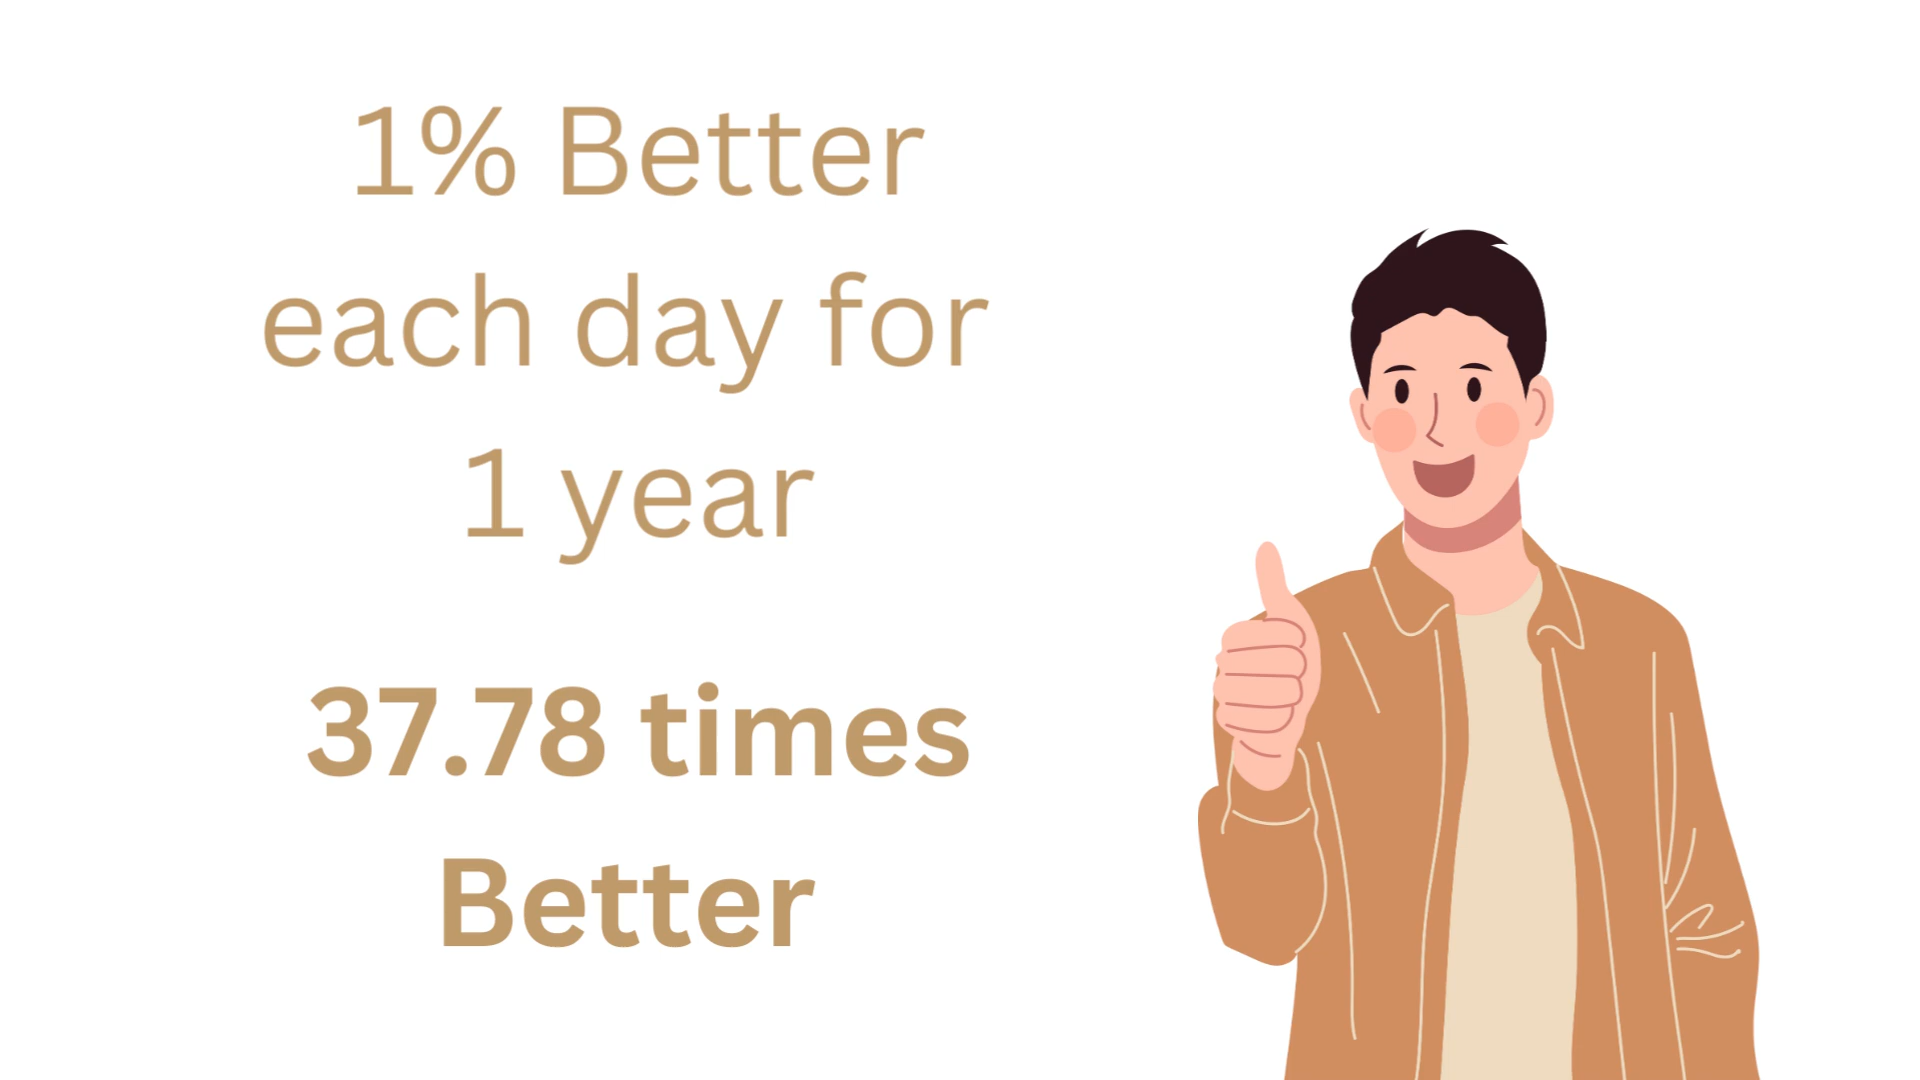 1% Better
each day for
1 year
37.78 times
Better